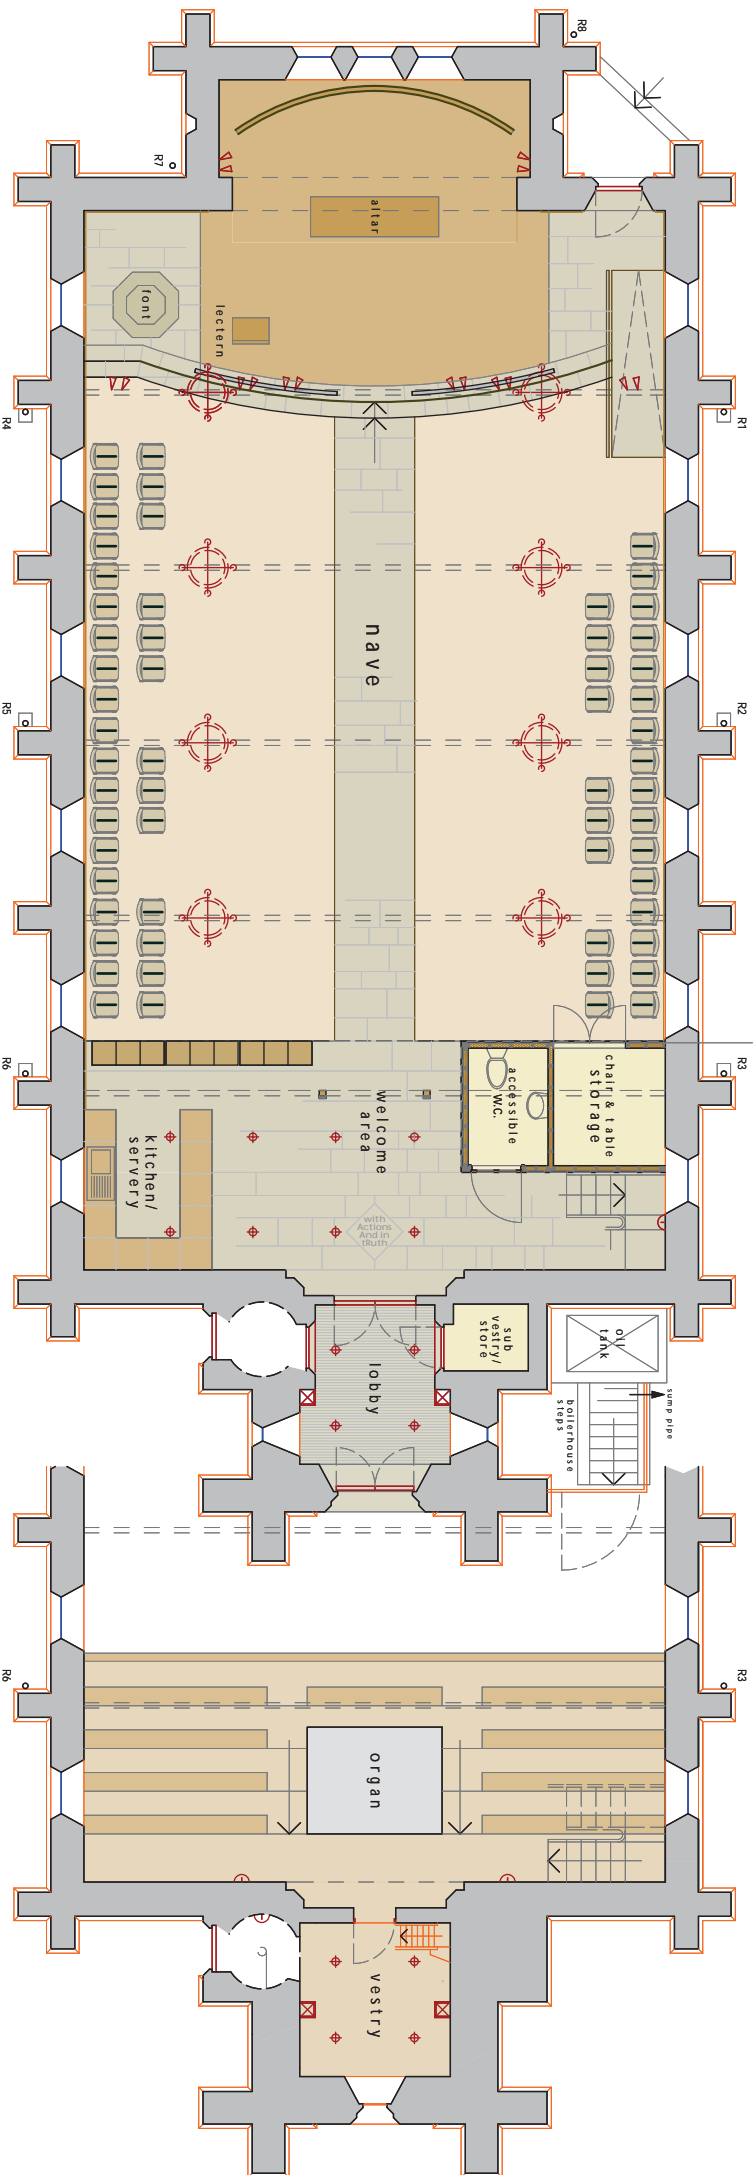 R8
R7
altar
font
lectern
R4
R1
nave
R5
R2
R6
R3
chair & table
storage
accessible
W.C.
welcome
area
kitchen/
servery
with
Actions
And in
tRuth
sub
vestry/
store
oil
tank
lobby
sump pipe
boilerhouse
steps
R6
R3
organ
vestry